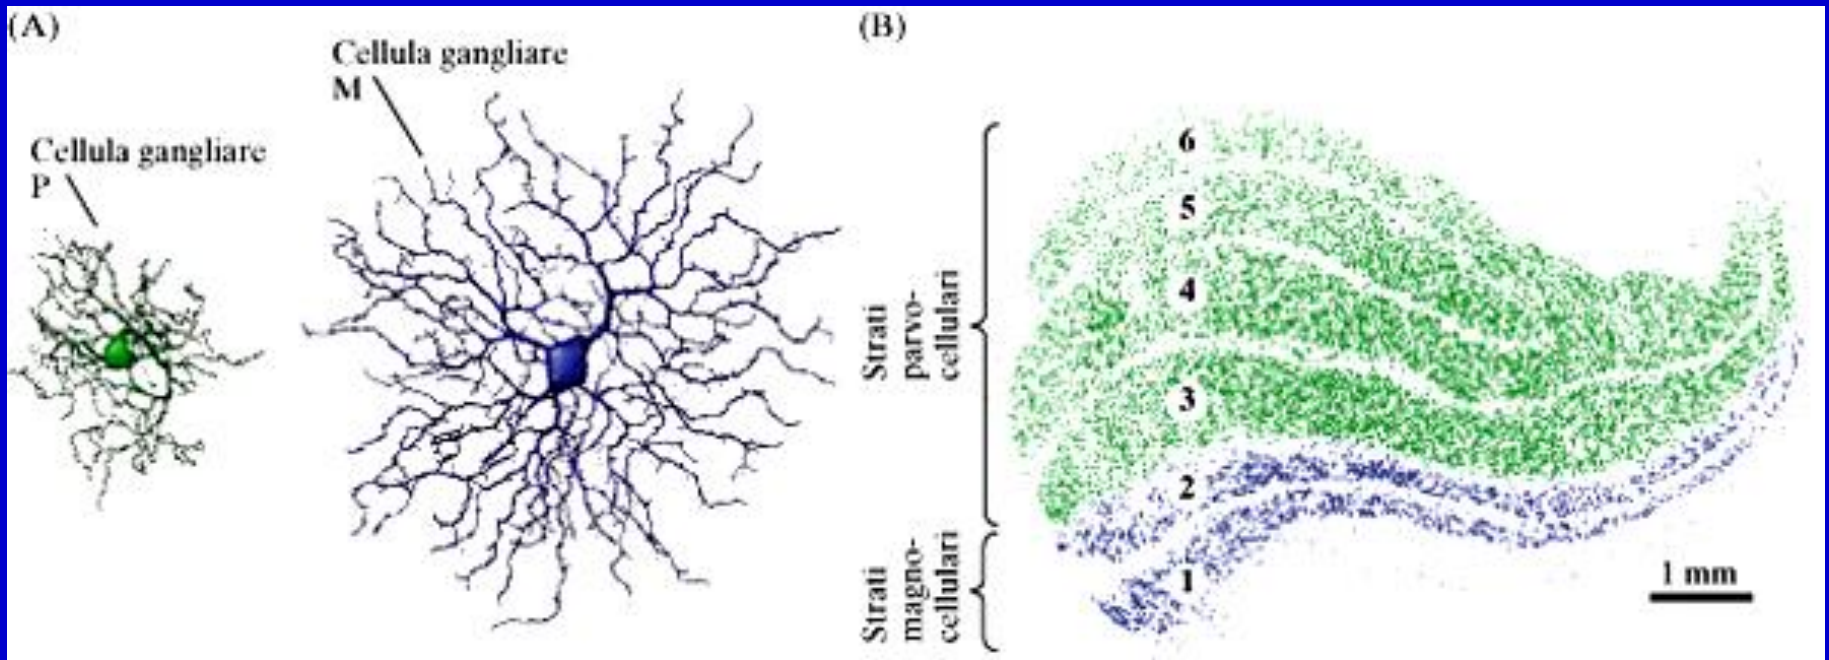 (A)
Cellula gangliare
M
Cellula gangliare
P
(B)
6
5
4
3
2
1
Strati
parvo-
cellulari
Strati
magno-
cellulari
1 mm